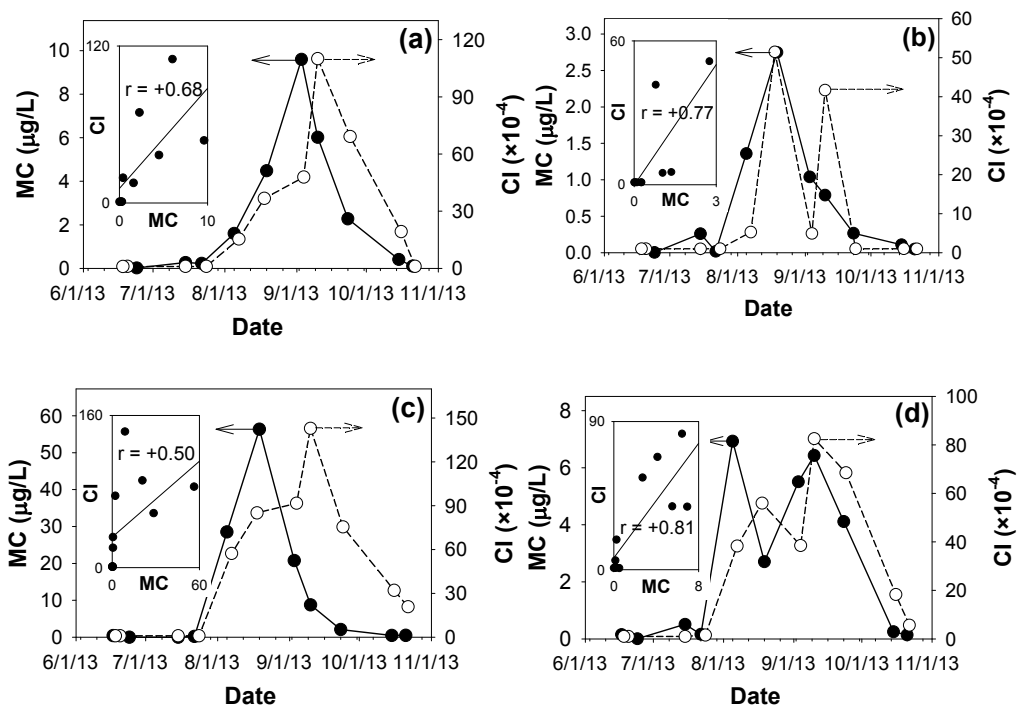 (a)
MC (µg/L)
10
8
6
4
2
0
120
CI
0
r = +0.68
0 MC 10
120
90
60
30
0
CI (×10⁻⁴)
6/1/13 7/1/13 8/1/13 9/1/13 10/1/13 11/1/13
Date
(b)
MC (µg/L)
3.0
2.5
2.0
1.5
1.0
0.5
0.0
60
CI
0
r = +0.77
0 MC 3
60
50
40
30
20
10
0
CI (×10⁻⁴)
6/1/13 7/1/13 8/1/13 9/1/13 10/1/13 11/1/13
Date
(c)
MC (µg/L)
60
50
40
30
20
10
0
160
CI
0
r = +0.50
0 MC 60
150
120
90
60
30
0
CI (×10⁻⁴)
6/1/13 7/1/13 8/1/13 9/1/13 10/1/13 11/1/13
Date
(d)
MC (µg/L)
8
6
4
2
0
90
CI
0
r = +0.81
0 MC 8
100
80
60
40
20
0
CI (×10⁻⁴)
6/1/13 7/1/13 8/1/13 9/1/13 10/1/13 11/1/13
Date